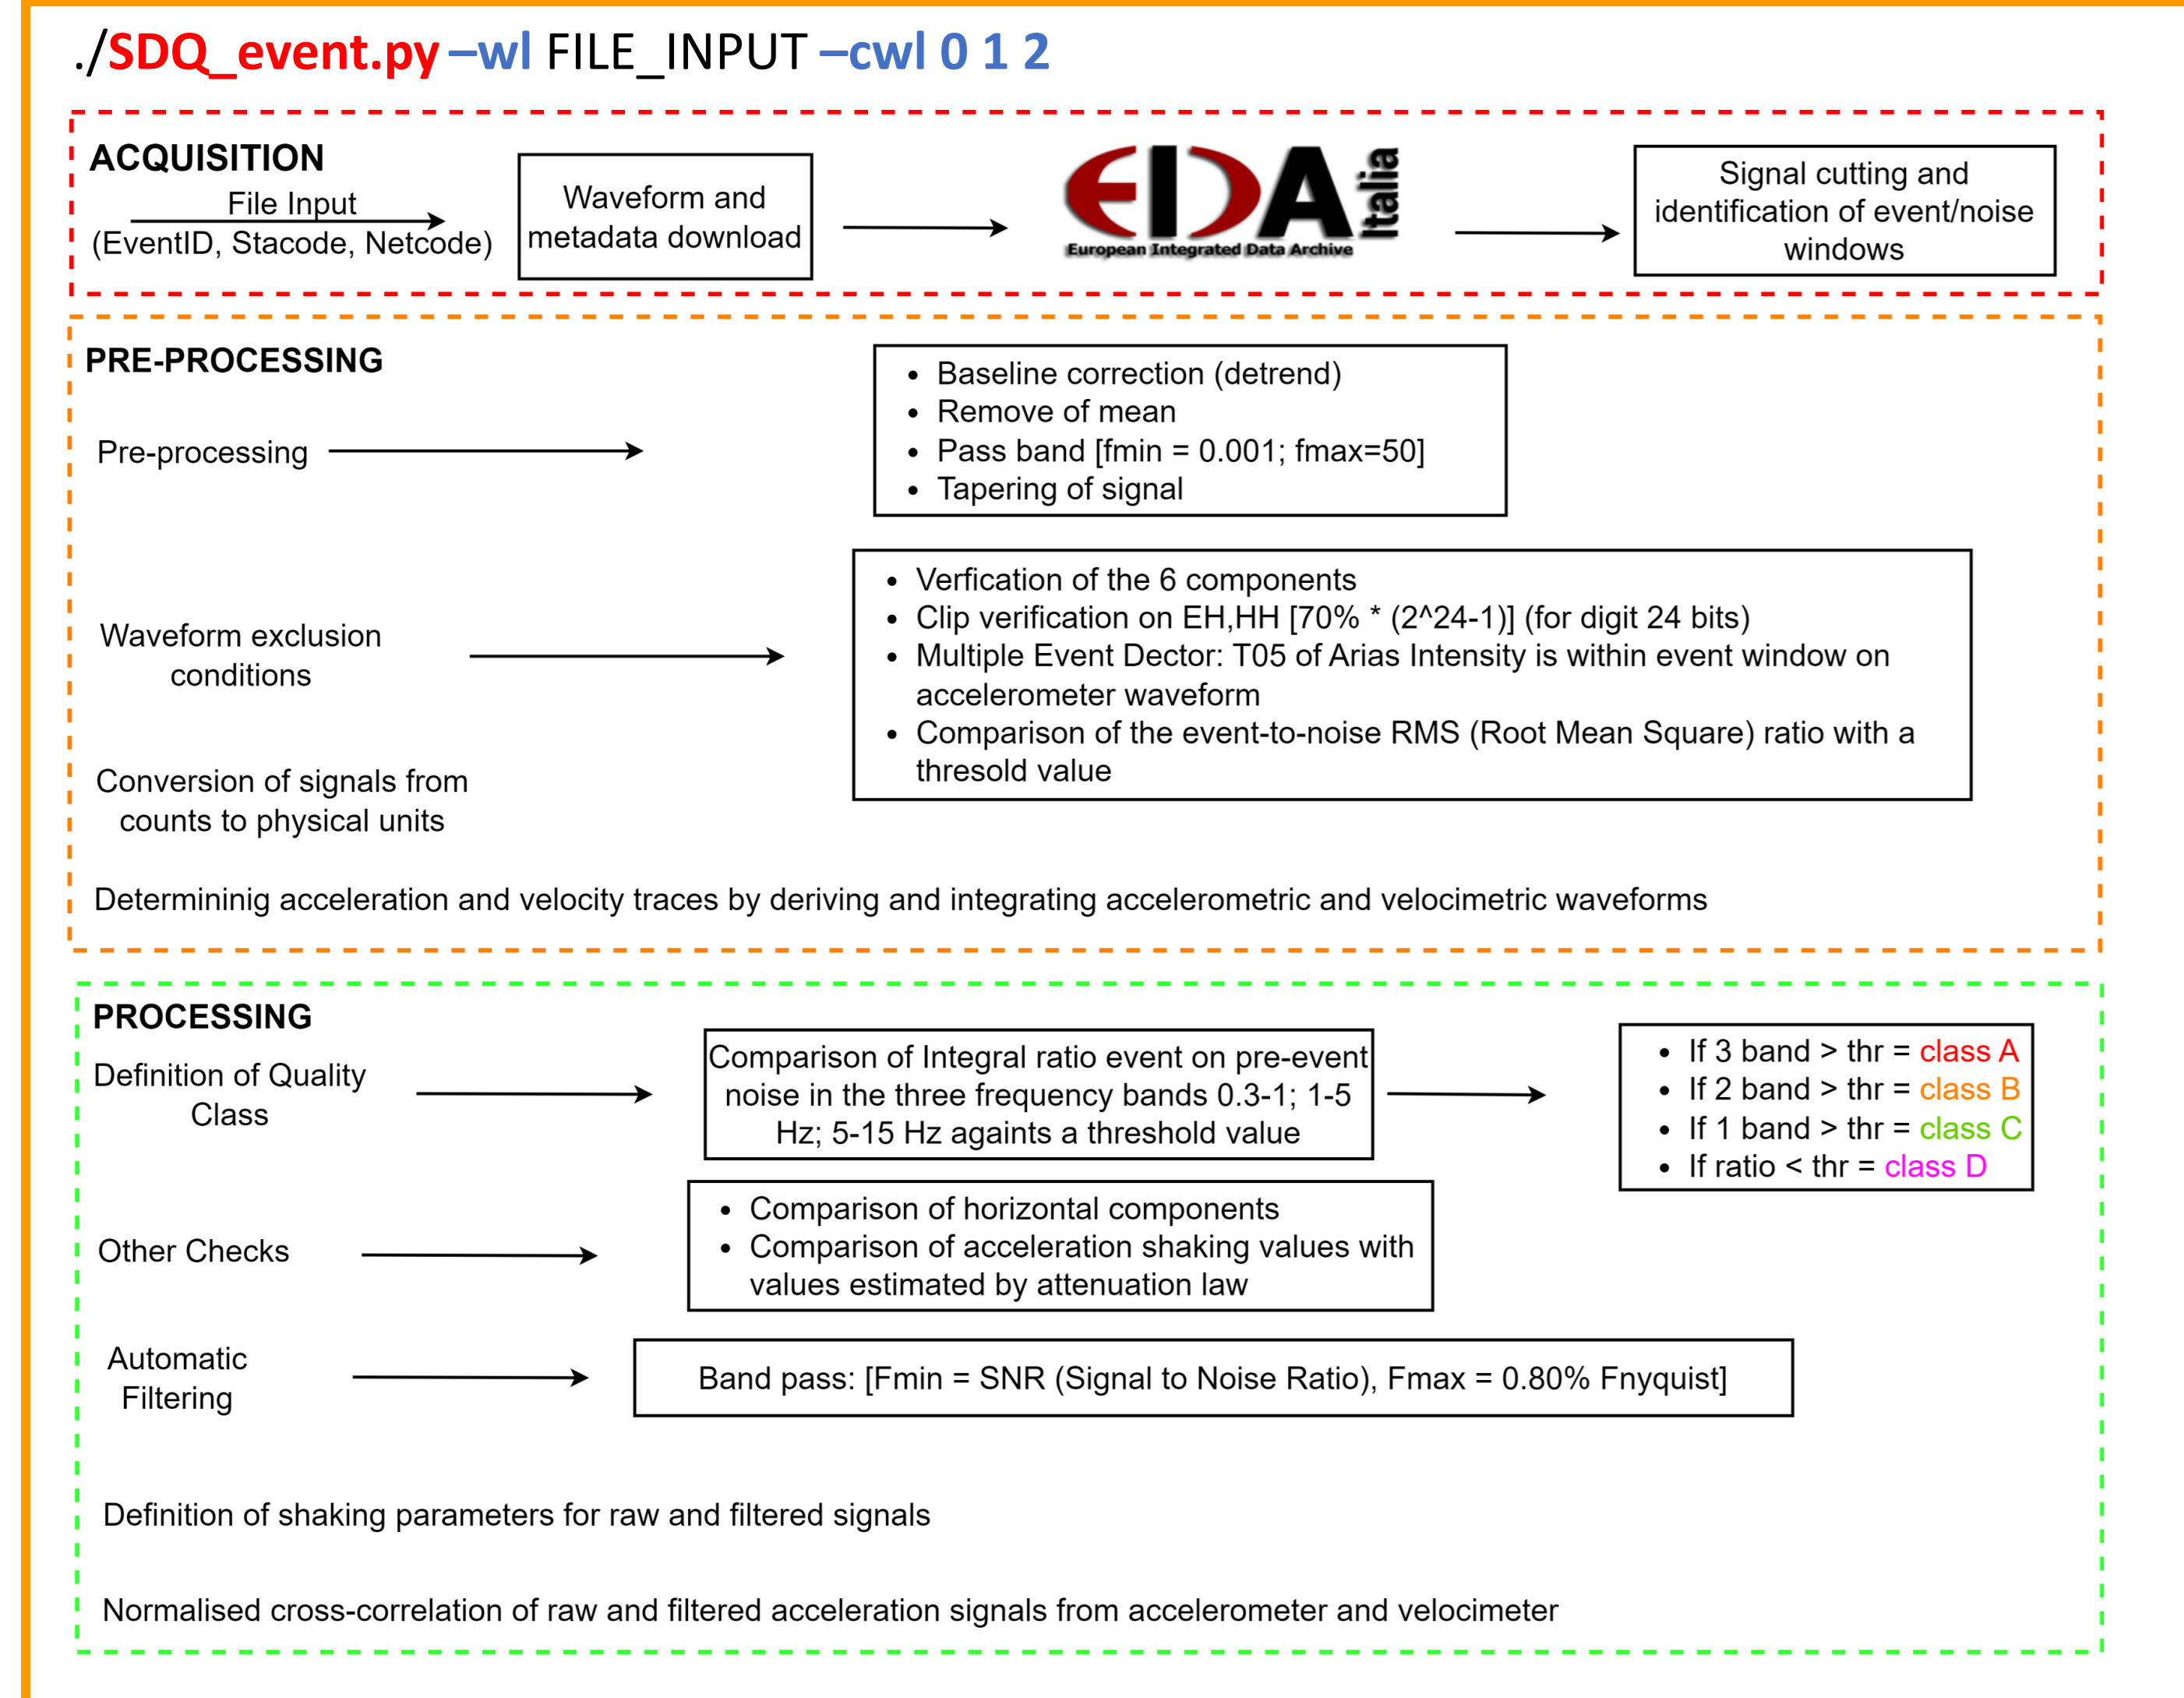 ./SDQ_event.py –wl FILE_INPUT –cwl 0 1 2
ACQUISITION
File Input
(EventID, Stacode, Netcode)
Waveform and
metadata download
EIDA
Italia
European Integrated Data Archive
Signal cutting and
identification of event/noise
windows
PRE-PROCESSING
Pre-processing
• Baseline correction (detrend)
• Remove of mean
• Pass band [fmin = 0.001; fmax=50]
• Tapering of signal
Waveform exclusion
conditions
• Verfication of the 6 components
• Clip verification on EH,HH [70% * (2^24-1)] (for digit 24 bits)
• Multiple Event Dector: T05 of Arias Intensity is within event window on
accelerometer waveform
• Comparison of the event-to-noise RMS (Root Mean Square) ratio with a
thresold value
Conversion of signals from
counts to physical units
Determininig acceleration and velocity traces by deriving and integrating accelerometric and velocimetric waveforms
PROCESSING
Definition of Quality
Class
Comparison of Integral ratio event on pre-event
noise in the three frequency bands 0.3-1; 1-5
Hz; 5-15 Hz againts a threshold value
• If 3 band > thr = class A
• If 2 band > thr = class B
• If 1 band > thr = class C
• If ratio < thr = class D
Other Checks
• Comparison of horizontal components
• Comparison of acceleration shaking values with
values estimated by attenuation law
Automatic
Filtering
Band pass: [Fmin = SNR (Signal to Noise Ratio), Fmax = 0.80% Fnyquist]
Definition of shaking parameters for raw and filtered signals
Normalised cross-correlation of raw and filtered acceleration signals from accelerometer and velocimeter